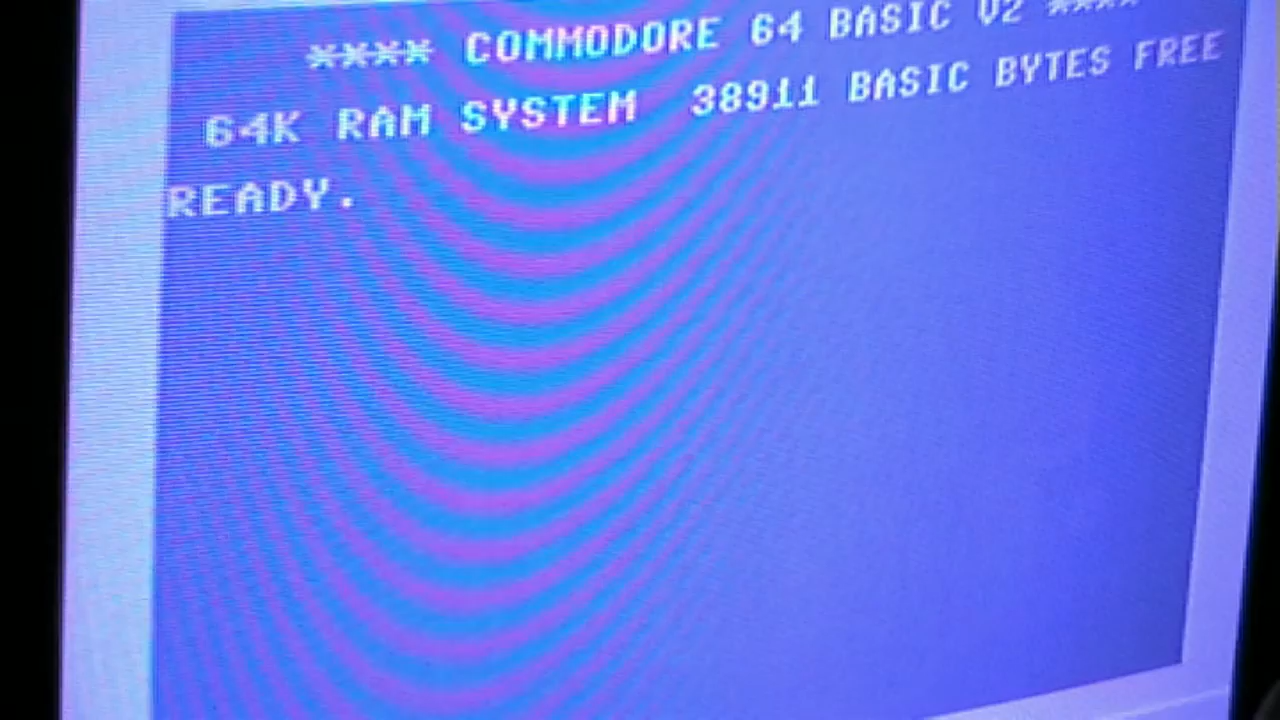 **** COMMODORE 64 BASIC V2 ****
64K RAM SYSTEM  38911 BASIC BYTES FREE
READY.